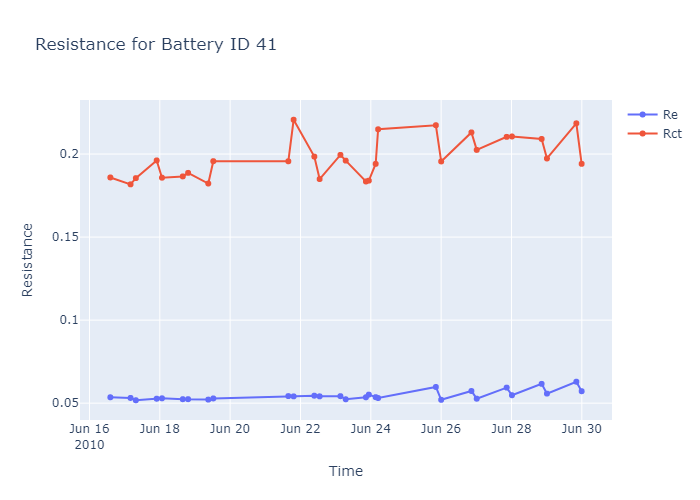 Resistance for Battery ID 41
Re
Rct
0.2
0.15
0.1
0.05
Resistance
Jun 16
2010
Jun 18
Jun 20
Jun 22
Jun 24
Jun 26
Jun 28
Jun 30
Time